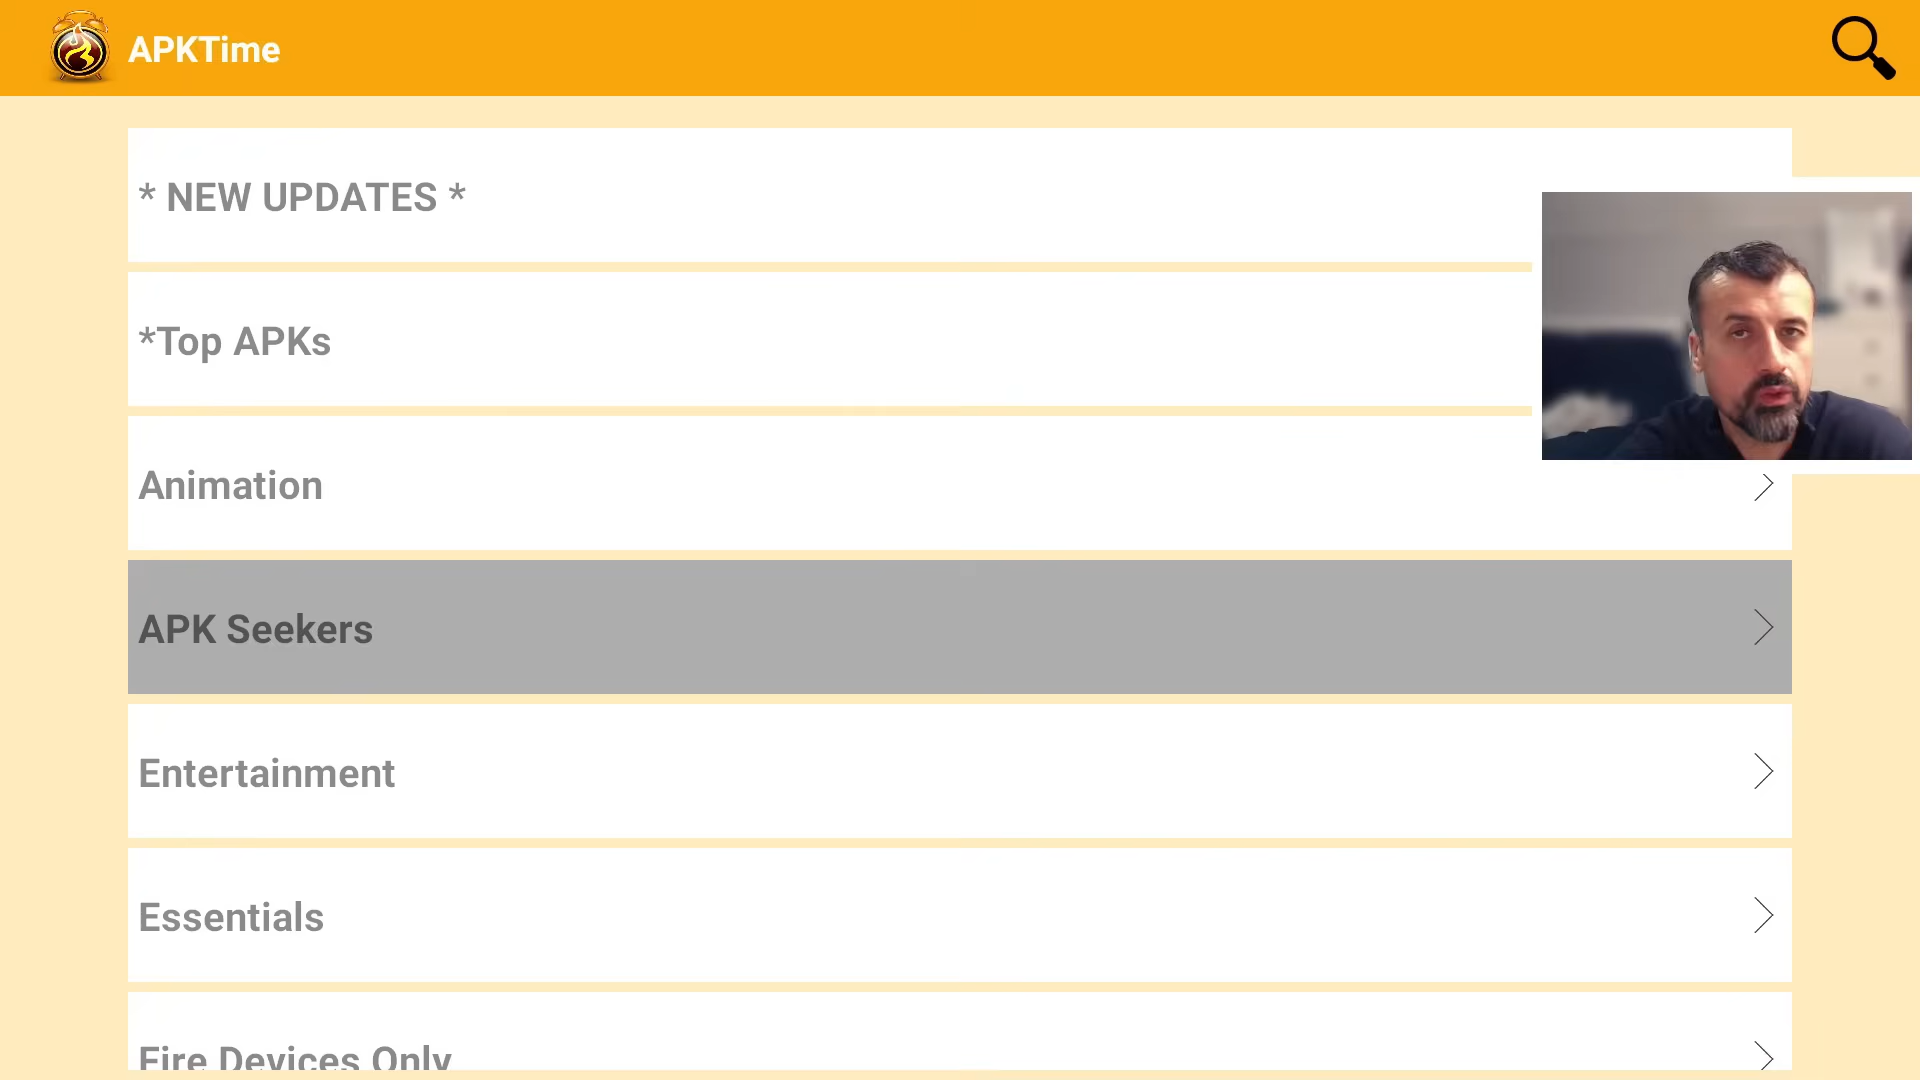 APKTime
* NEW UPDATES *
*Top APKs
Animation
APK Seekers
Entertainment
Essentials
Fire Devices Only